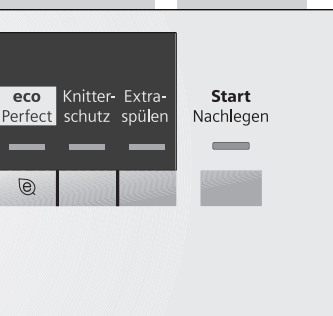 eco Perfect
Knitter-
schutz
Extra-
spülen
Start
Nachlegen
e